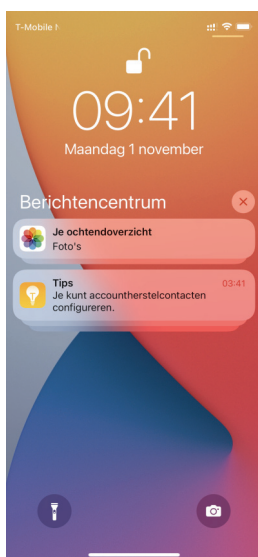 T-Mobile
09:41
Maandag 1 november
Berichtencentrum
Je ochtendoverzicht
Foto's
Tips 03:41
Je kunt accountherstelcontacten
configureren.